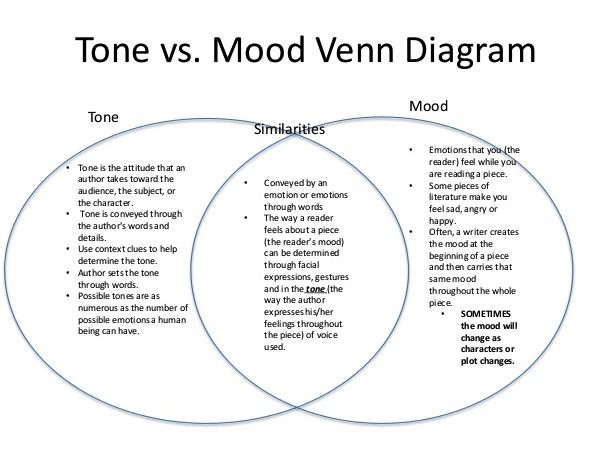 Tone vs. Mood Venn Diagram
Tone
• Tone is the attitude that an
author takes toward the
audience, the subject, or
the character.
• Tone is conveyed through
the author's words and
details.
• Use context clues to help
determine the tone.
• Author sets the tone
through words.
• Possible tones are as
numerous as the number of
possible emotions a human
being can have.
Similarities
• Conveyed by an
emotion or emotions
through words
• The way a reader
feels about a piece
(the reader's mood)
can be determined
through facial
expressions, gestures
and in the tone (the
way the author
expresses his/her
feelings throughout
the piece) of voice
used.
Mood
• Emotions that you (the
reader) feel while you
are reading a piece.
• Some pieces of
literature make you
feel sad, angry or
happy.
• Often, a writer creates
the mood at the
beginning of a piece
and then carries that
same mood
throughout the whole
piece.
• SOMETIMES
the mood will
change as
characters or
plot changes.